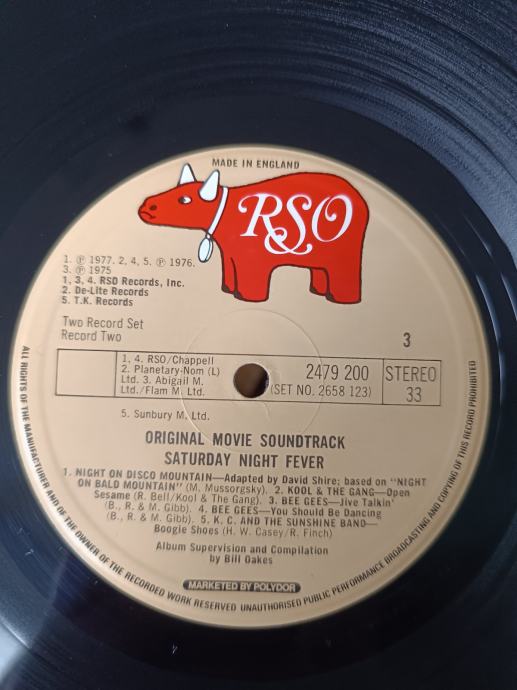 MADE IN ENGLAND
RSO
1. ℗ 1977. 2, 4, 5. ℗ 1976.
3. ℗ 1975
1, 3, 4. RSO Records, Inc.
2. De-Lite Records
5. T.K. Records
Two Record Set
Record Two
3
1, 4. RSO/Chappell
2. Planetary-Nom (L)
Ltd. 3. Abigail M.
Ltd./Flam M. Ltd.
5. Sunbury M. Ltd.
2479 200
(SET NO. 2658 123)
STEREO
33
ORIGINAL MOVIE SOUNDTRACK
SATURDAY NIGHT FEVER
1. NIGHT ON DISCO MOUNTAIN—Adapted by David Shire; based on "NIGHT
ON BALD MOUNTAIN" (M. Mussorgsky). 2. KOOL & THE GANG—Open
Sesame (R. Bell/Kool & The Gang). 3. BEE GEES—Jive Talkin'
(B., R. & M. Gibb). 4. BEE GEES—You Should Be Dancing
(B., R. & M. Gibb). 5. K. C. AND THE SUNSHINE BAND—
Boogie Shoes (H. W. Casey/R. Finch)
Album Supervision and Compilation
by Bill Oakes
MARKETED BY POLYDOR
ALL RIGHTS OF THE MANUFACTURER AND OF THE OWNER OF THE RECORDED WORK RESERVED UNAUTHORISED PUBLIC PERFORMANCE BROADCASTING AND COPYING OF THIS RECORD PROHIBITED